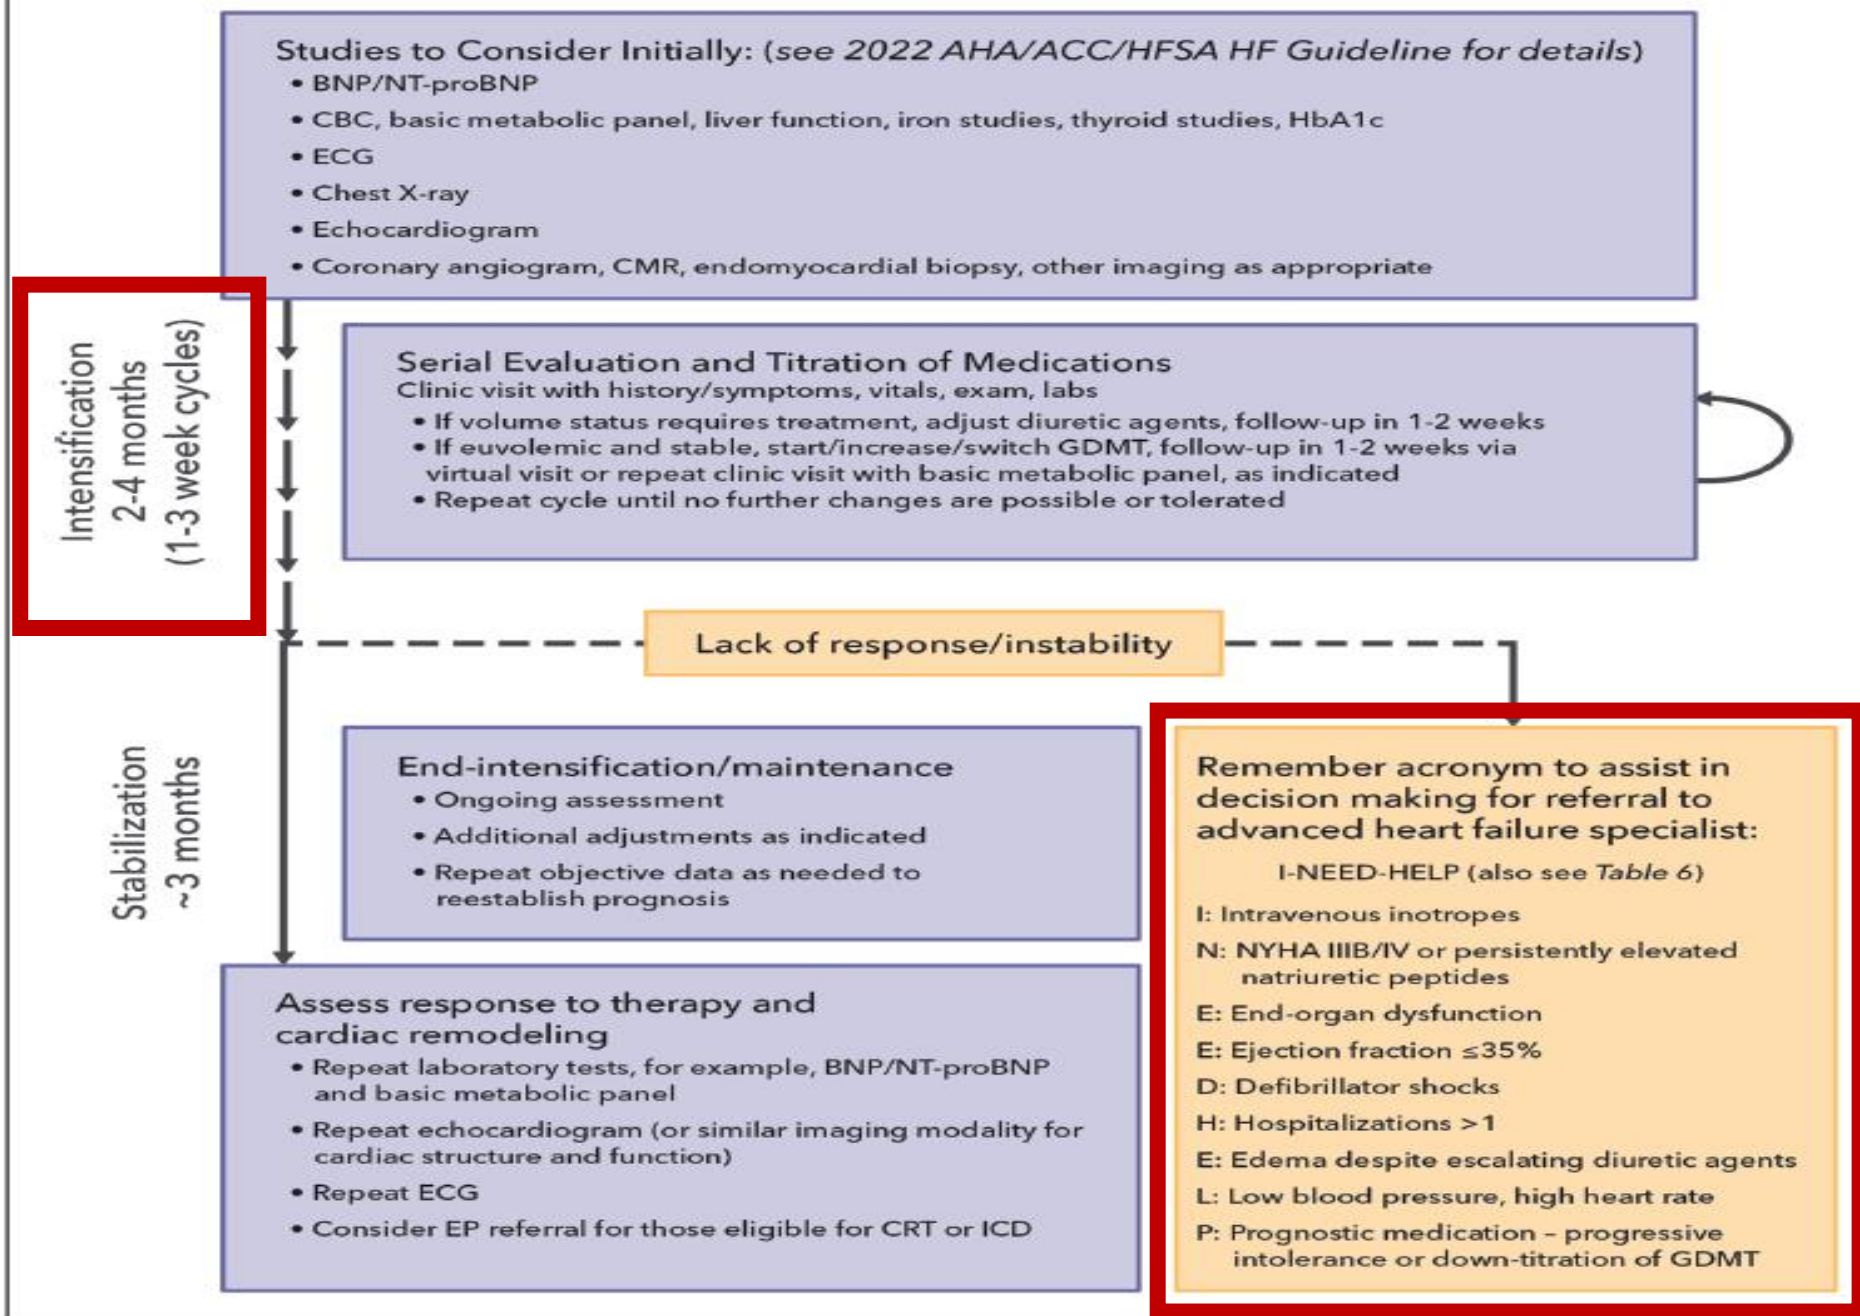 Studies to Consider Initially: (see 2022 AHA/ACC/HFSA HF Guideline for details)
• BNP/NT-proBNP
• CBC, basic metabolic panel, liver function, iron studies, thyroid studies, HbA1c
• ECG
• Chest X-ray
• Echocardiogram
• Coronary angiogram, CMR, endomyocardial biopsy, other imaging as appropriate
Intensification
2-4 months
(1-3 week cycles)
Serial Evaluation and Titration of Medications
Clinic visit with history/symptoms, vitals, exam, labs
• If volume status requires treatment, adjust diuretic agents, follow-up in 1-2 weeks
• If euvolemic and stable, start/increase/switch GDMT, follow-up in 1-2 weeks via
virtual visit or repeat clinic visit with basic metabolic panel, as indicated
• Repeat cycle until no further changes are possible or tolerated
Lack of response/instability
Stabilization
~3 months
End-intensification/maintenance
• Ongoing assessment
• Additional adjustments as indicated
• Repeat objective data as needed to
reestablish prognosis
Assess response to therapy and
cardiac remodeling
• Repeat laboratory tests, for example, BNP/NT-proBNP
and basic metabolic panel
• Repeat echocardiogram (or similar imaging modality for
cardiac structure and function)
• Repeat ECG
• Consider EP referral for those eligible for CRT or ICD
Remember acronym to assist in
decision making for referral to
advanced heart failure specialist:
I-NEED-HELP (also see Table 6)
I: Intravenous inotropes
N: NYHA IIIB/IV or persistently elevated
natriuretic peptides
E: End-organ dysfunction
E: Ejection fraction ≤35%
D: Defibrillator shocks
H: Hospitalizations >1
E: Edema despite escalating diuretic agents
L: Low blood pressure, high heart rate
P: Prognostic medication – progressive
intolerance or down-titration of GDMT